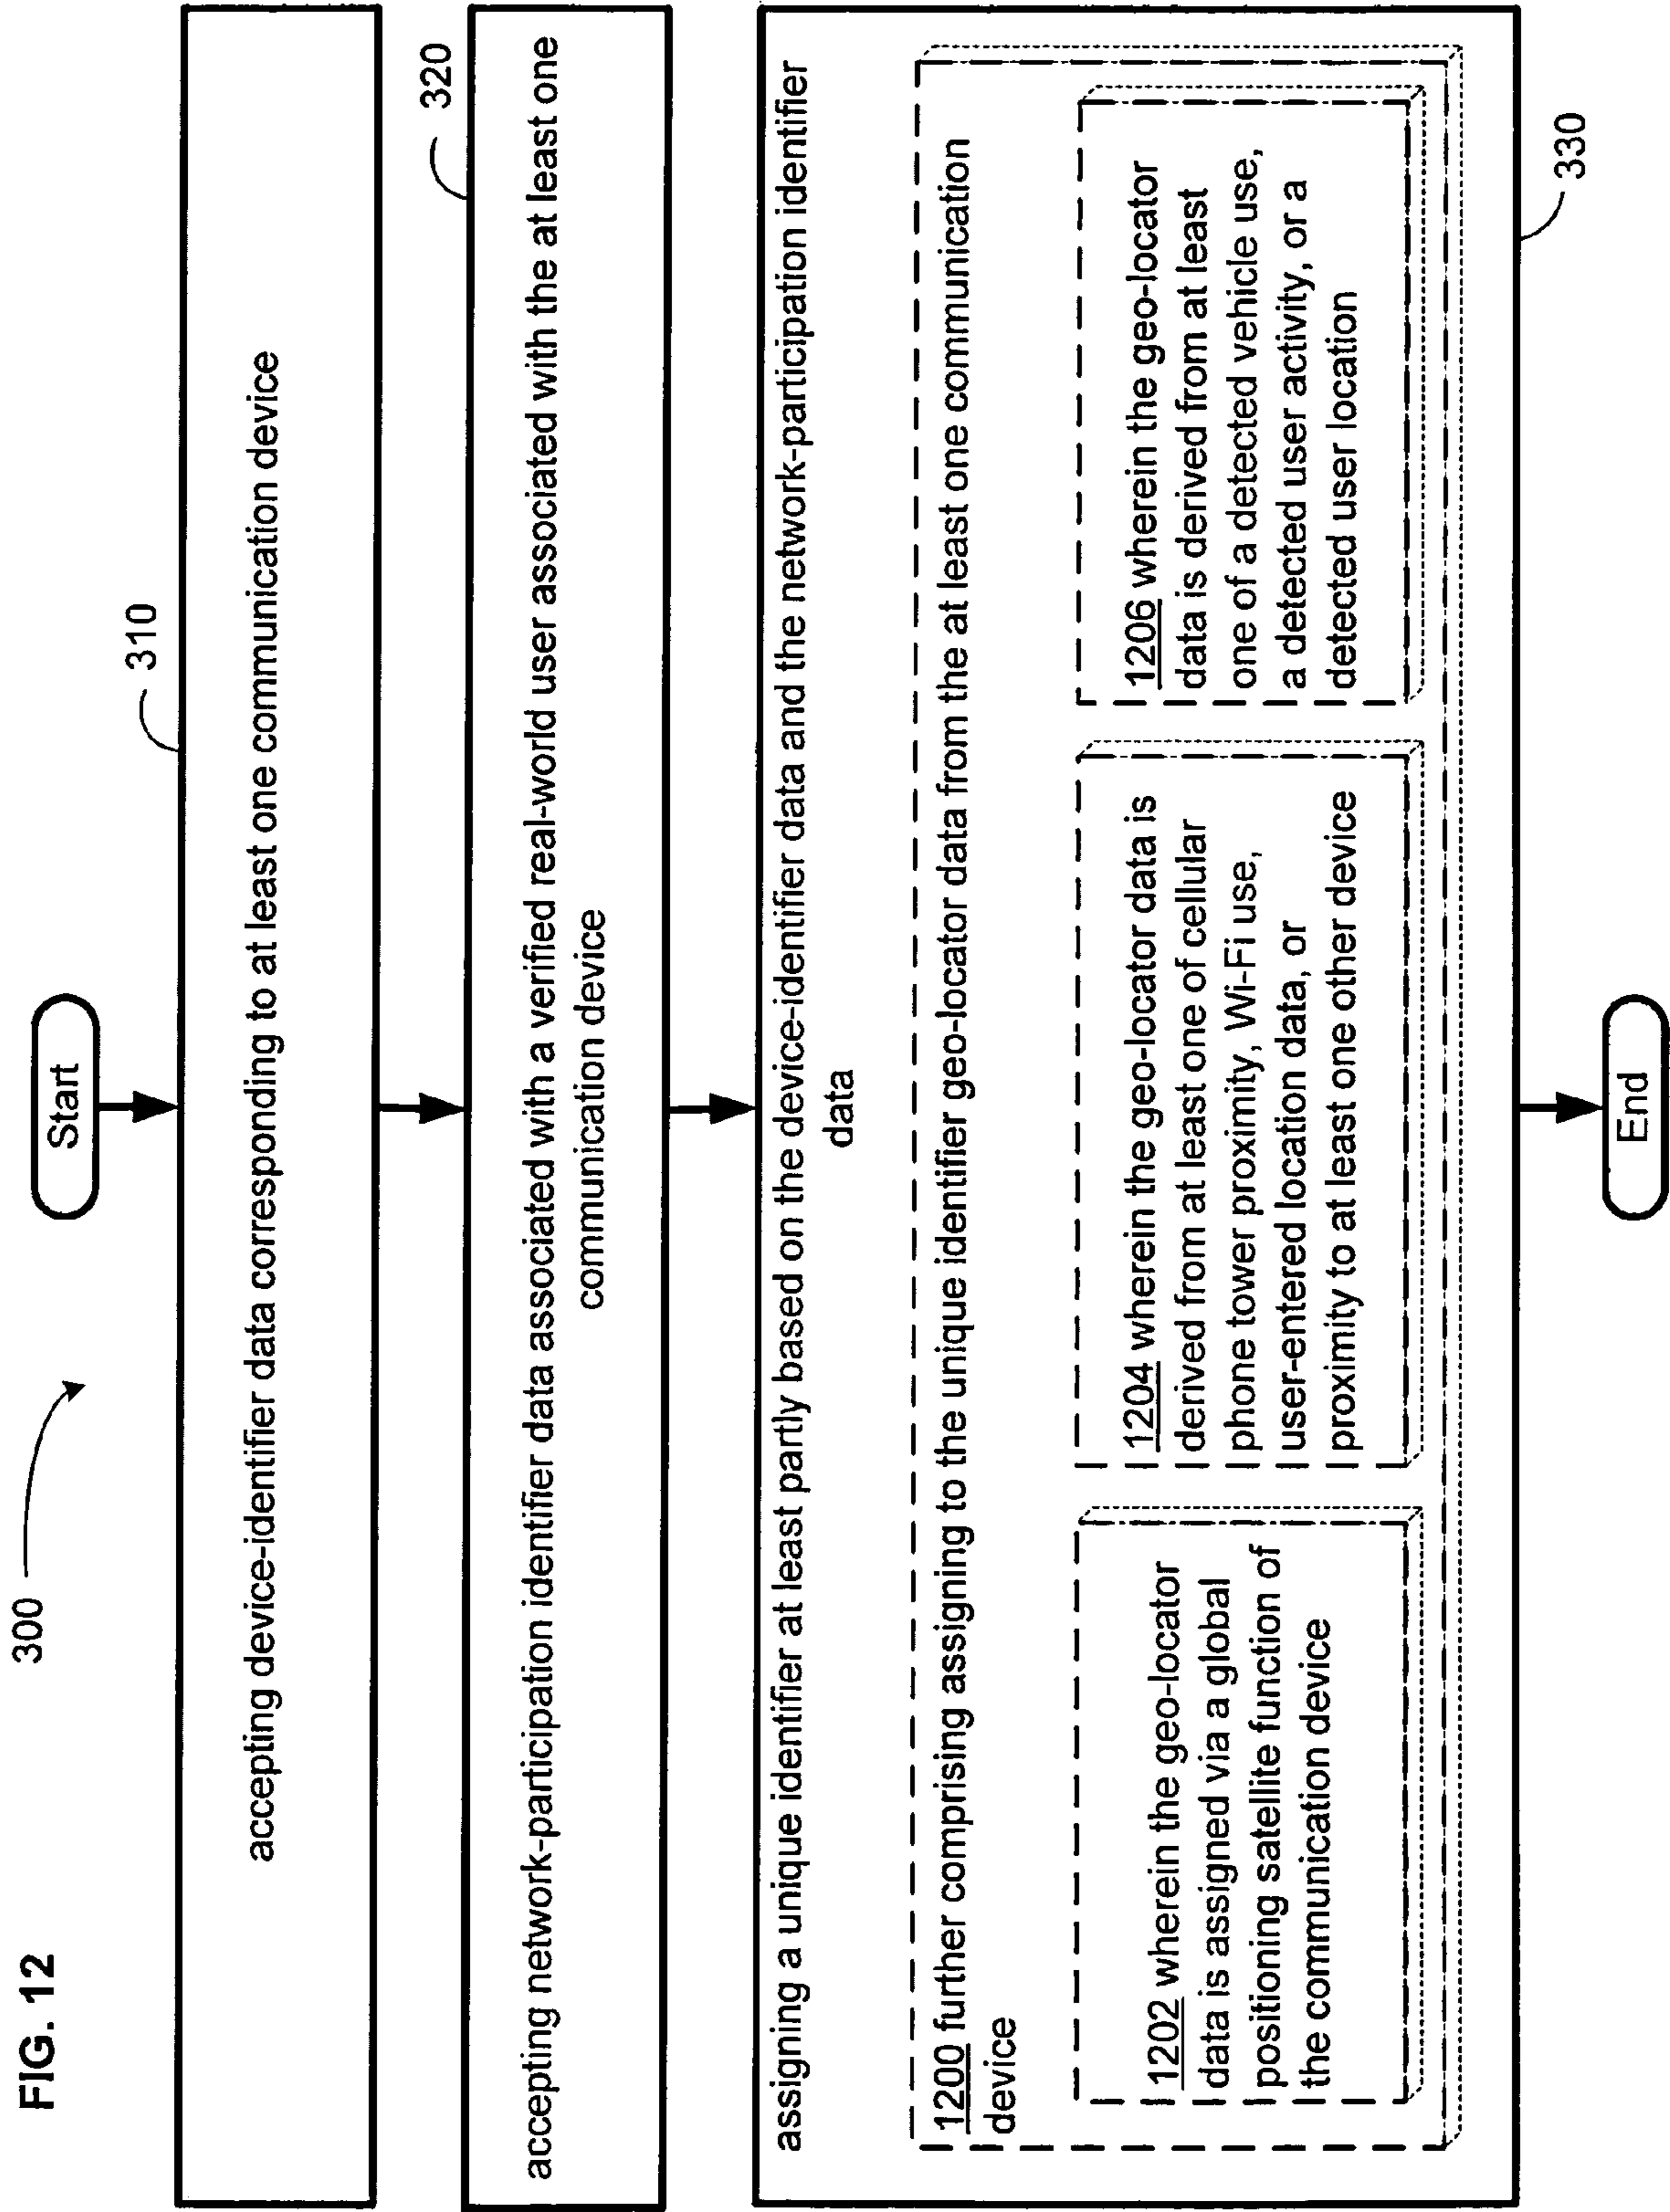 FIG. 12
300
Start
310
accepting device-identifier data corresponding to at least one communication device
320
accepting network-participation identifier data associated with a verified real-world user associated with the at least one
communication device
assigning a unique identifier at least partly based on the device-identifier data and the network-participation identifier
data
1200 further comprising assigning to the unique identifier geo-locator data from the at least one communication
device
1202 wherein the geo-locator
data is assigned via a global
positioning satellite function of
the communication device
1204 wherein the geo-locator data is
derived from at least one of cellular
phone tower proximity, Wi-Fi use,
user-entered location data, or
proximity to at least one other device
1206 wherein the geo-locator
data is derived from at least
one of a detected vehicle use,
a detected user activity, or a
detected user location
330
End